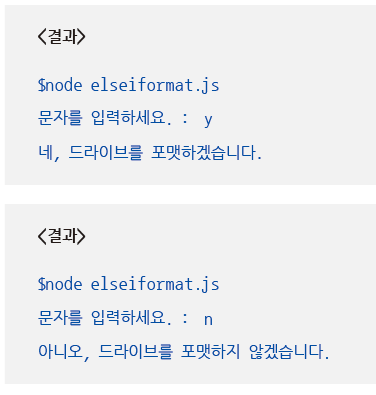 <결과>
$node elseiformat.js
문자를 입력하세요. : y
네, 드라이브를 포맷하겠습니다.
<결과>
$node elseiformat.js
문자를 입력하세요. : n
아니오, 드라이브를 포맷하지 않겠습니다.